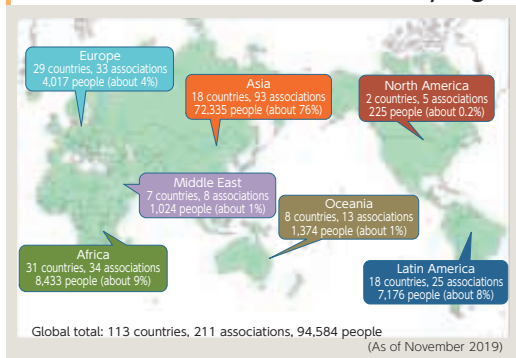 Europe
29 countries, 33 associations
4,017 people (about 4%)
Asia
18 countries, 93 associations
72,335 people (about 76%)
North America
2 countries, 5 associations
225 people (about 0.2%)
Middle East
7 countries, 8 associations
1,024 people (about 1%)
Oceania
8 countries, 13 associations
1,374 people (about 1%)
Africa
31 countries, 34 associations
8,433 people (about 9%)
Latin America
18 countries, 25 associations
7,176 people (about 8%)
Global total: 113 countries, 211 associations, 94,584 people
(As of November 2019)